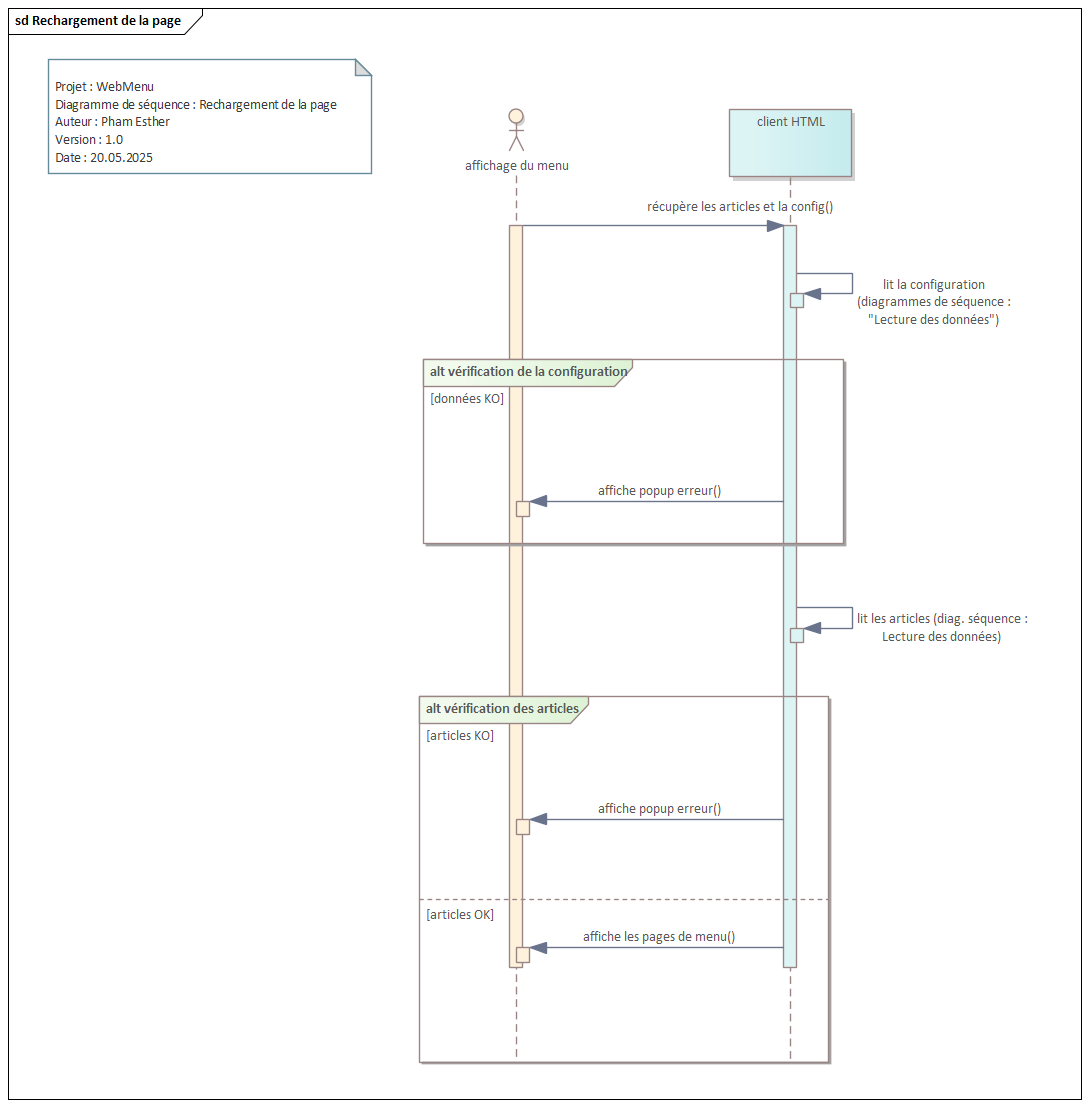 sd Rechargement de la page
Projet : WebMenu
Diagramme de séquence : Rechargement de la page
Auteur : Pham Esther
Version : 1.0
Date : 20.05.2025
affichage du menu
client HTML
récupère les articles et la config()
lit la configuration
(diagrammes de séquence :
"Lecture des données")
alt vérification de la configuration
[données KO]
affiche popup erreur()
lit les articles (diag. séquence :
Lecture des données)
alt vérification des articles
[articles KO]
affiche popup erreur()
[articles OK]
affiche les pages de menu()